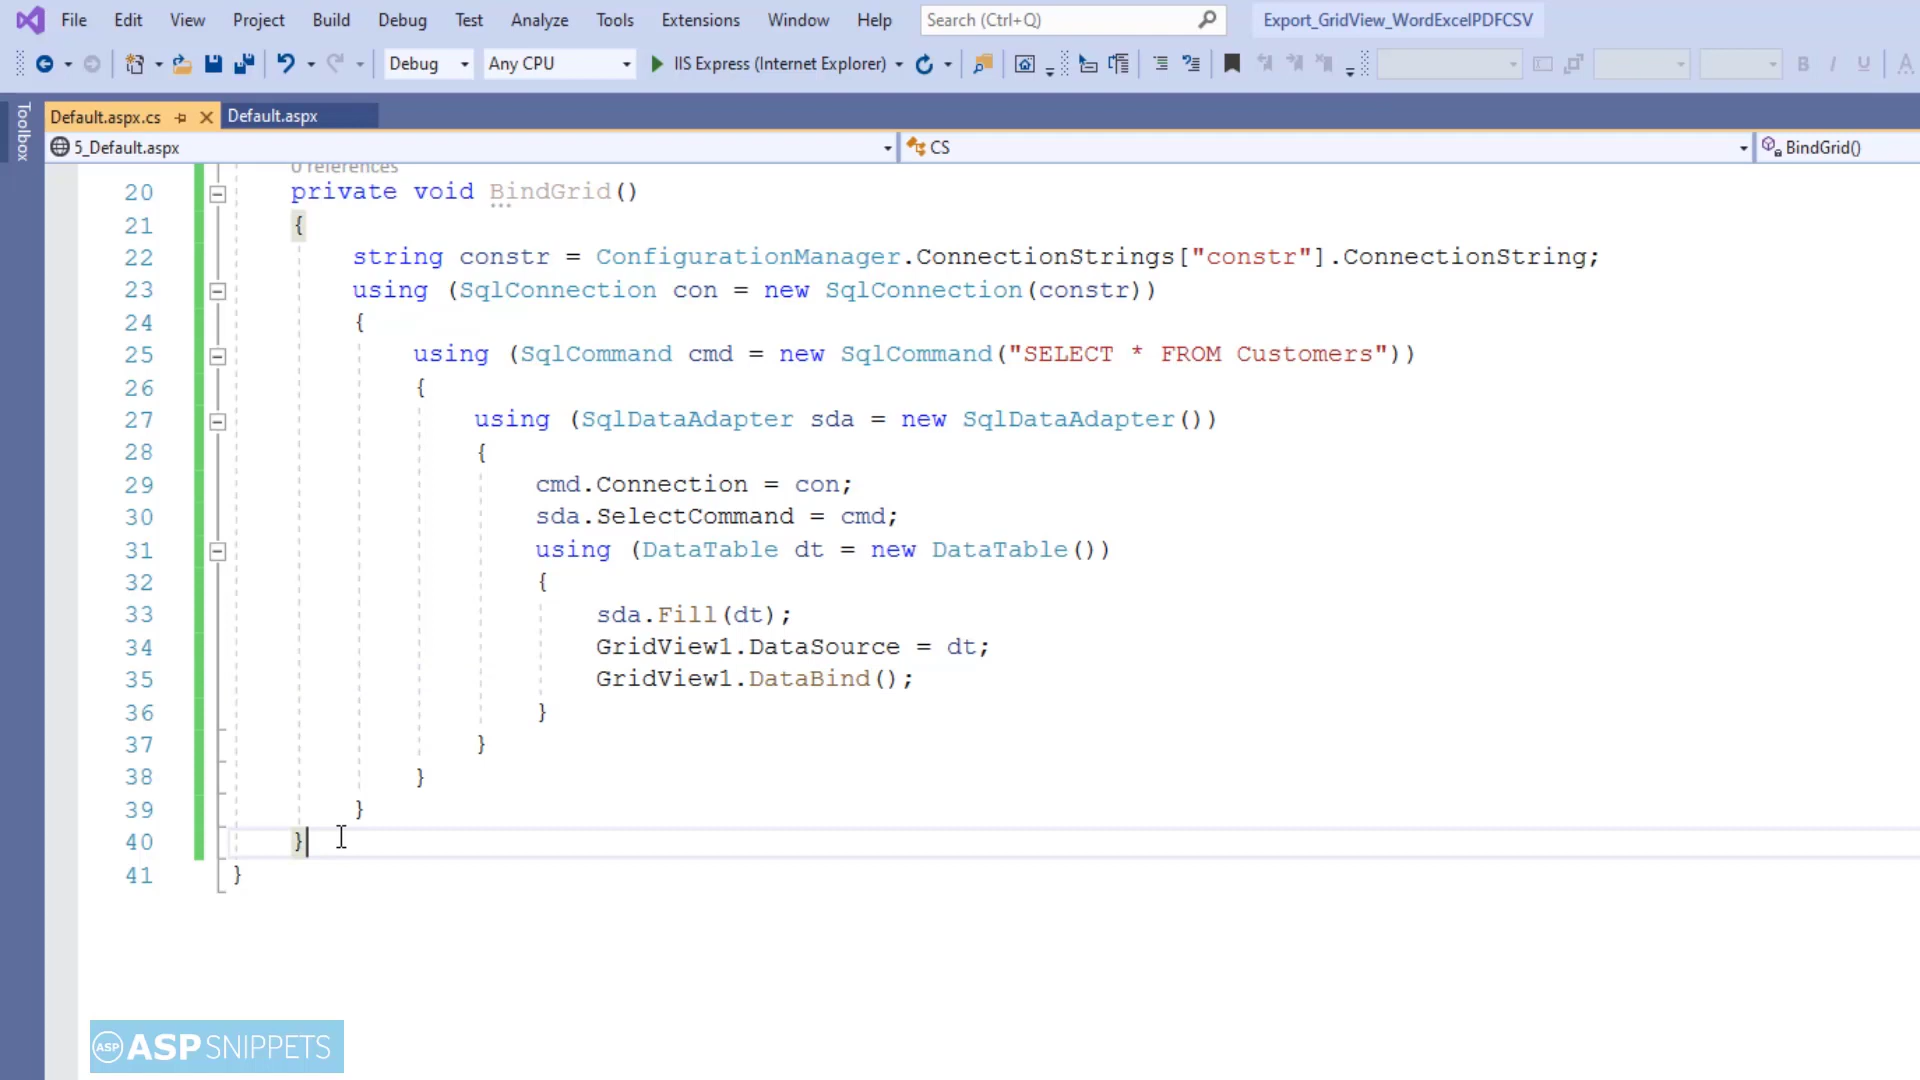 File Edit View Project Build Debug Test Analyze Tools Extensions Window Help Search (Ctrl+Q) Export_GridView_WordExcelPDFCSV
Debug Any CPU IIS Express (Internet Explorer) B I U A
Toolbox
Default.aspx.cs Default.aspx
5_Default.aspx CS BindGrid()
0 references
20 private void BindGrid()
21 {
22 string constr = ConfigurationManager.ConnectionStrings["constr"].ConnectionString;
23 using (SqlConnection con = new SqlConnection(constr))
24 {
25 using (SqlCommand cmd = new SqlCommand("SELECT * FROM Customers"))
26 {
27 using (SqlDataAdapter sda = new SqlDataAdapter())
28 {
29 cmd.Connection = con;
30 sda.SelectCommand = cmd;
31 using (DataTable dt = new DataTable())
32 {
33 sda.Fill(dt);
34 GridView1.DataSource = dt;
35 GridView1.DataBind();
36 }
37 }
38 }
39 }
40 }
41 }
ASP ASPSNIPPETS